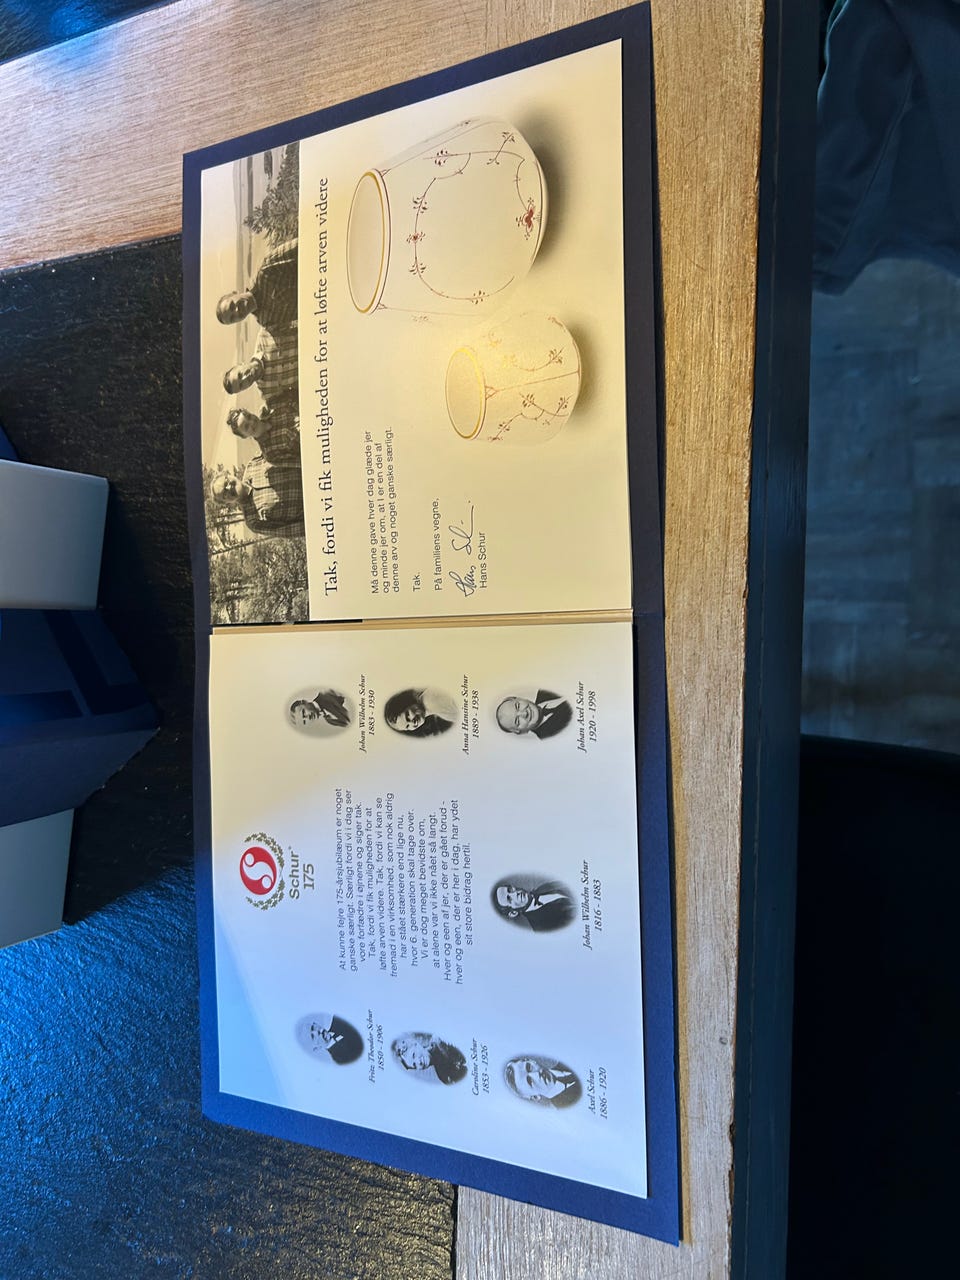 Schur®
175
At kunne fejre 175-årsjubilæum er noget
ganske særligt. Særligt fordi vi i dag ser
vore forfædre i øjnene og siger tak.
Tak, fordi vi fik muligheden for at
løfte arven videre. Tak, fordi vi kan se
fremad i en virksomhed, som nok aldrig
har stået stærkere end lige nu,
hvor 6. generation skal tage over.
Vi er dog meget bevidste om,
at alene var vi ikke nået så langt.
Hver og een af jer, der er gået forud -
hver og een, der er her i dag, har ydet
sit store bidrag hertil.
Fritz Theodor Schur
1850 - 1906
Caroline Schur
1853 - 1926
Axel Schur
1886 - 1920
Johan Wilhelm Schur
1816 - 1883
Johan Wilhelm Schur
1883 - 1930
Anna Hansine Schur
1889 - 1938
Johan Axel Schur
1920 - 1998
Tak, fordi vi fik muligheden for at løfte arven videre
Må denne gave hver dag glæde jer
og minde jer om, at I er en del af
denne arv og noget ganske særligt.
Tak.
På familiens vegne,
Hans Schur